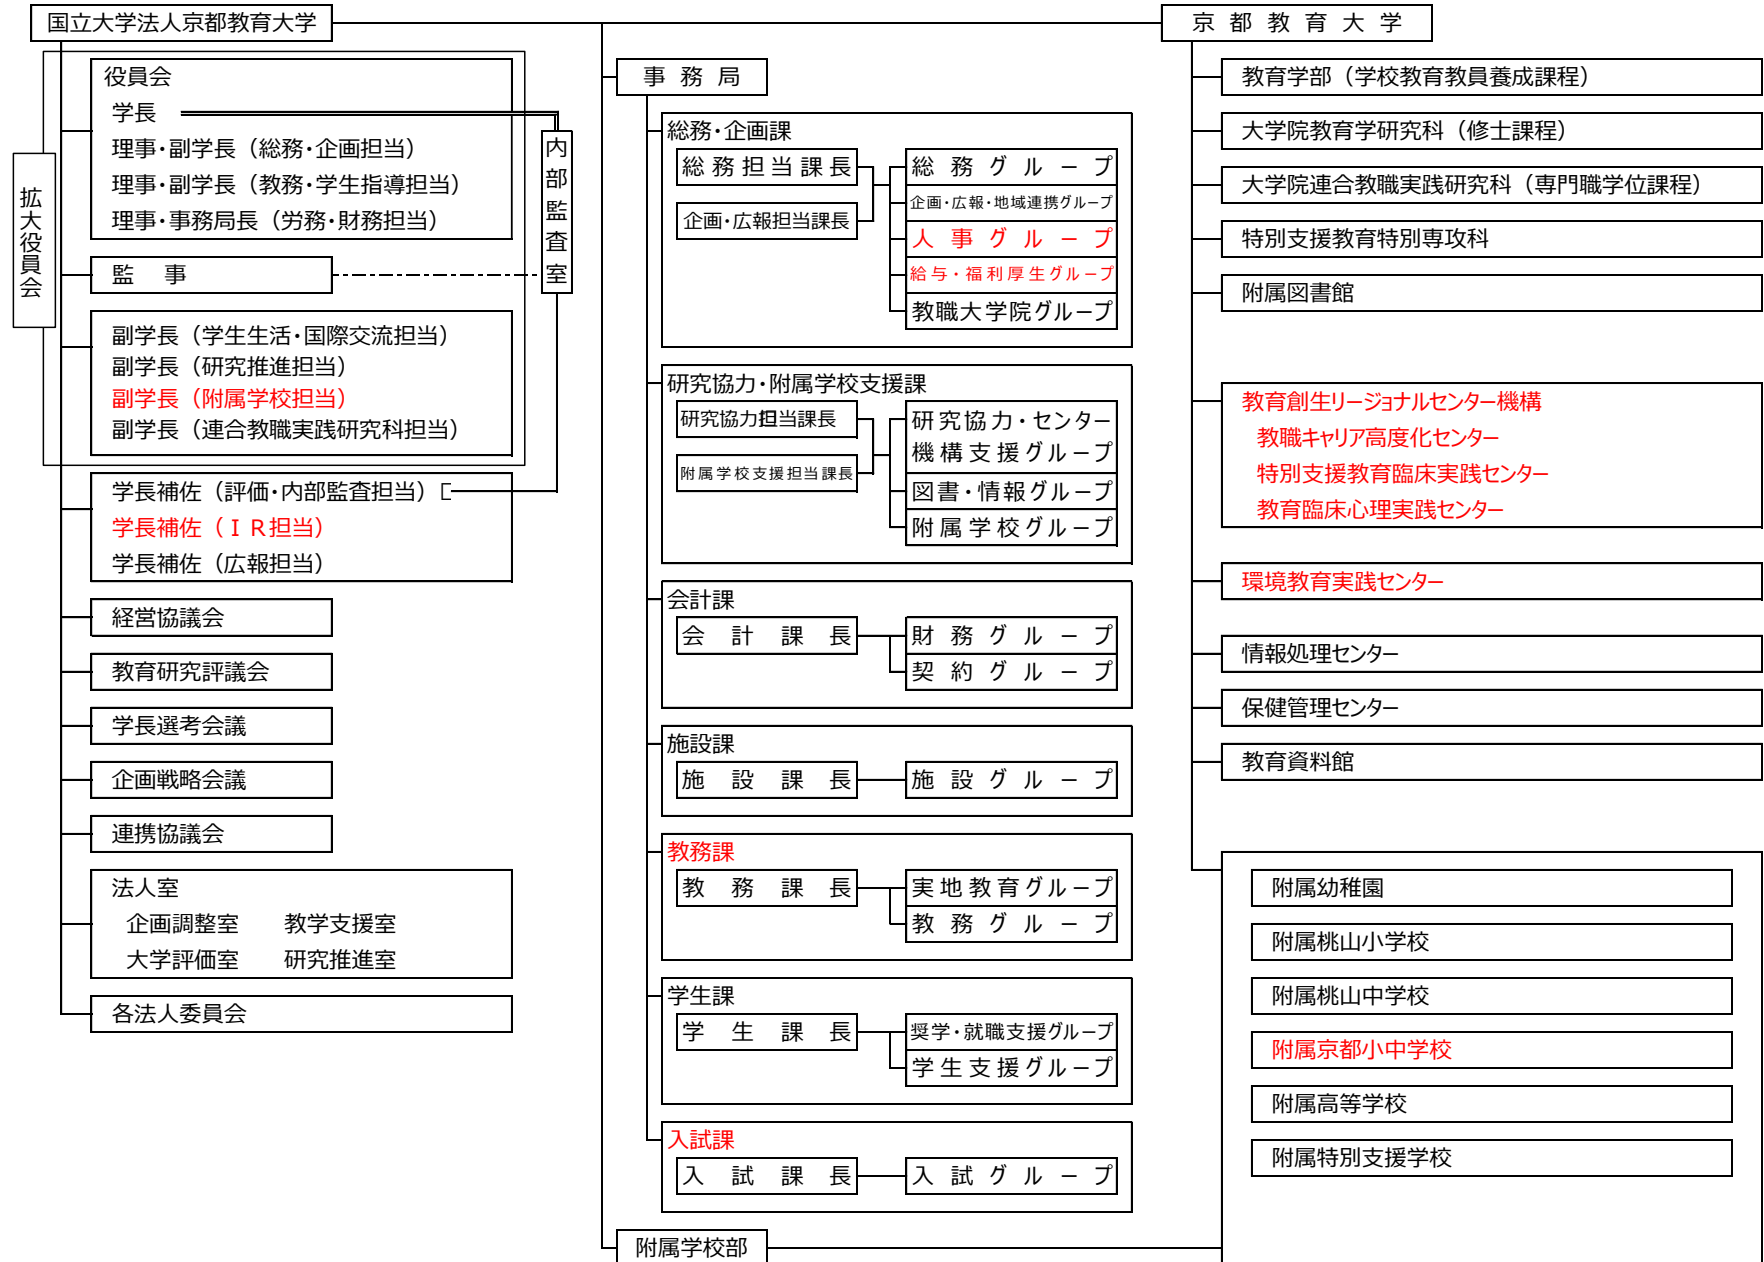 国立大学法人京都教育大学
拡大役員会
役員会
学長
理事・副学長（総務・企画担当）
理事・副学長（教務・学生指導担当）
理事・事務局長（労務・財務担当）
内部監査室
監　事
副学長（学生生活・国際交流担当）
副学長（研究推進担当）
副学長（附属学校担当）
副学長（連合教職実践研究科担当）
学長補佐（評価・内部監査担当）
学長補佐（ＩＲ担当）
学長補佐（広報担当）
経営協議会
教育研究評議会
学長選考会議
企画戦略会議
連携協議会
法人室
企画調整室　　教学支援室
大学評価室　　研究推進室
各法人委員会
事務局
総務・企画課
総務担当課長
企画・広報担当課長
総務グループ
企画・広報・地域連携グループ
人事グループ
給与・福利厚生グループ
教職大学院グループ
研究協力・附属学校支援課
研究協力担当課長
附属学校支援担当課長
研究協力・センター
機構支援グループ
図書・情報グループ
附属学校グループ
会計課
会計課長
財務グループ
契約グループ
施設課
施設課長
施設グループ
教務課
教務課長
実地教育グループ
教務グループ
学生課
学生課長
奨学・就職支援グループ
学生支援グループ
入試課
入試課長
入試グループ
附属学校部
京都教育大学
教育学部（学校教育教員養成課程）
大学院教育学研究科（修士課程）
大学院連合教職実践研究科（専門職学位課程）
特別支援教育特別専攻科
附属図書館
教育創生リージョナルセンター機構
教職キャリア高度化センター
特別支援教育臨床実践センター
教育臨床心理実践センター
環境教育実践センター
情報処理センター
保健管理センター
教育資料館
附属幼稚園
附属桃山小学校
附属桃山中学校
附属京都小中学校
附属高等学校
附属特別支援学校